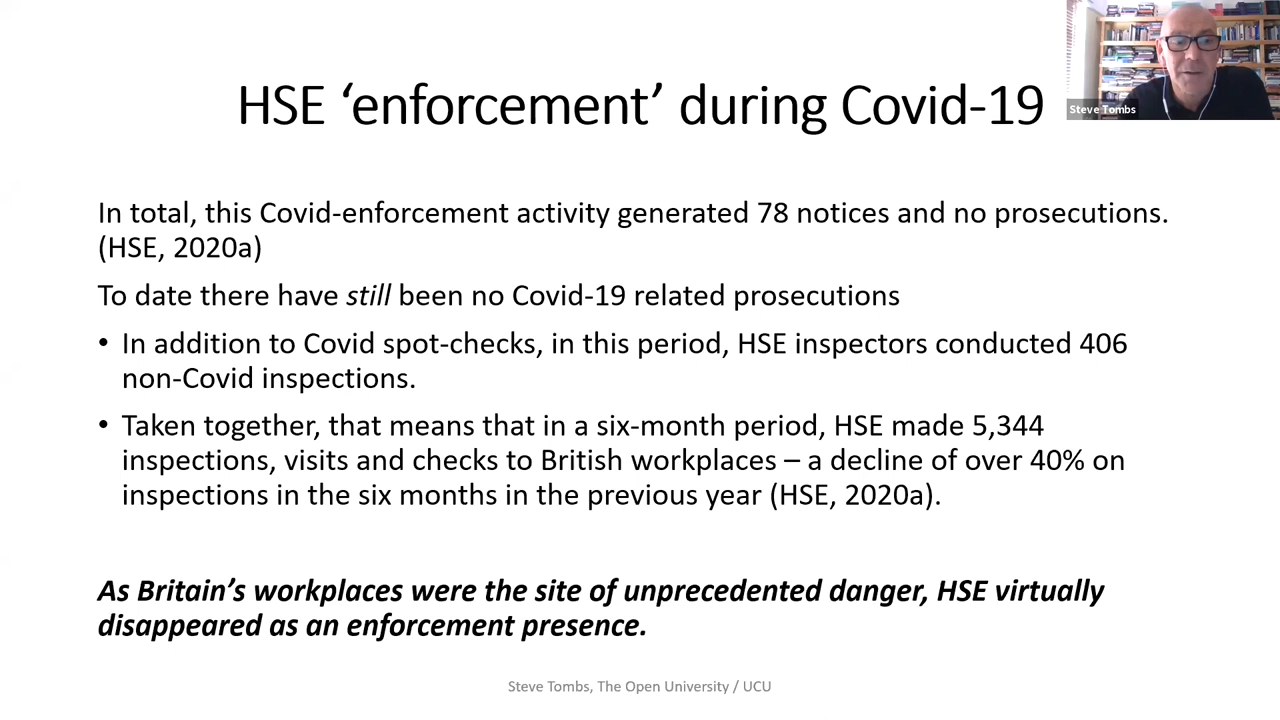 HSE ‘enforcement’ during Covid-19
Steve Tombs
In total, this Covid-enforcement activity generated 78 notices and no prosecutions.
(HSE, 2020a)
To date there have still been no Covid-19 related prosecutions
• In addition to Covid spot-checks, in this period, HSE inspectors conducted 406
non-Covid inspections.
• Taken together, that means that in a six-month period, HSE made 5,344
inspections, visits and checks to British workplaces – a decline of over 40% on
inspections in the six months in the previous year (HSE, 2020a).
As Britain’s workplaces were the site of unprecedented danger, HSE virtually
disappeared as an enforcement presence.
Steve Tombs, The Open University / UCU